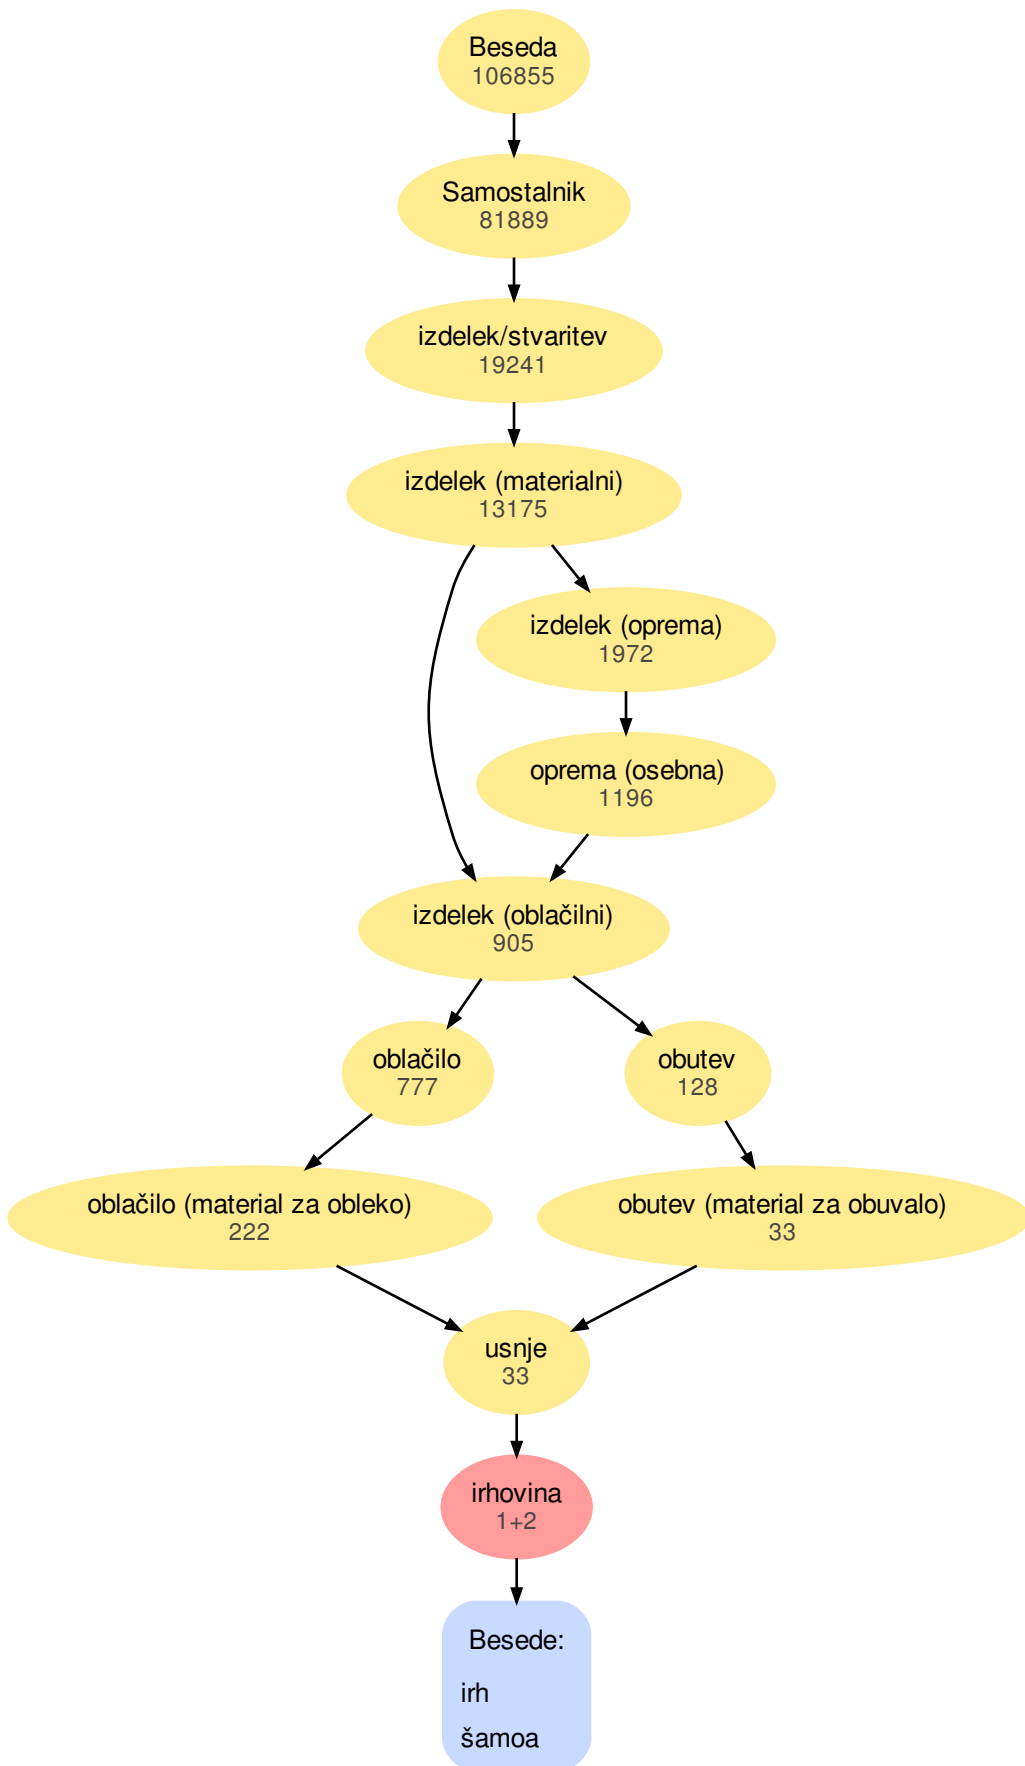 Beseda
106855
Samostalnik
81889
izdelek/stvaritev
19241
izdelek (materialni)
13175
izdelek (oprema)
1972
oprema (osebna)
1196
izdelek (oblačilni)
905
oblačilo
777
obutev
128
oblačilo (material za obleko)
222
obutev (material za obuvalo)
33
usnje
33
irhovina
1+2
Besede:
irh
šamoa